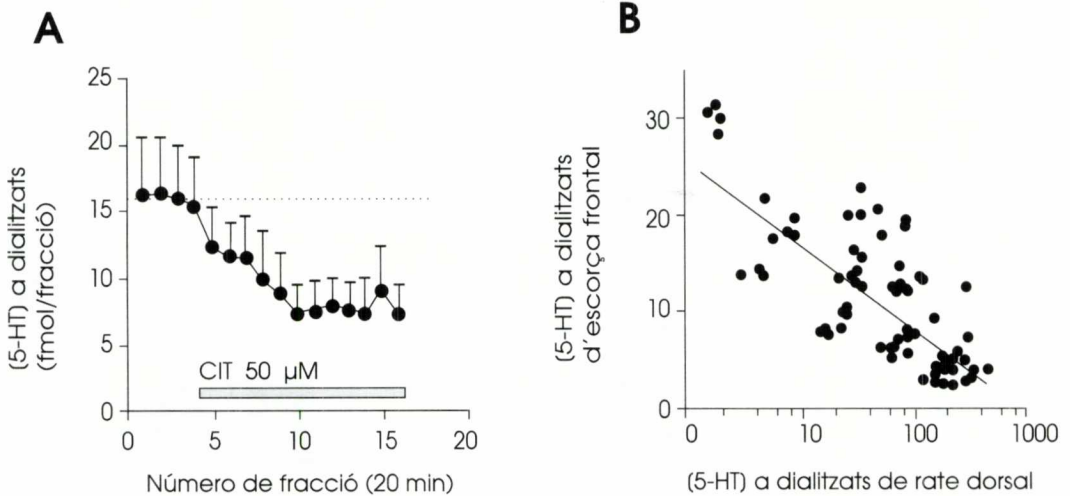 A
25
20
15
10
5
0
(5-HT) a dialitzats
(fmol/fracció)
CIT 50 µM
0 5 10 15 20
Número de fracció (20 min)
B
30
20
10
0
(5-HT) a dialitzats
d'escorça frontal
0 10 100 1000
(5-HT) a dialitzats de rate dorsal